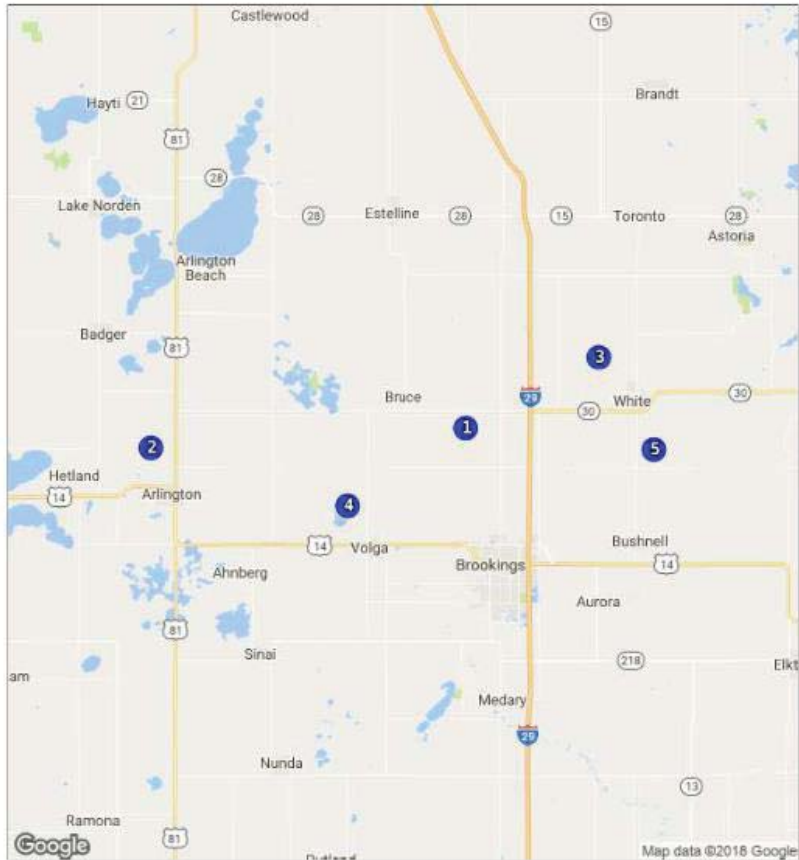 Castlewood
15
Brandt
Hayti
21
81
28
Lake Norden
28
Estelline
28
15
Toronto
28
Astoria
Arlington
Beach
Badger
81
3
Bruce
29
White
30
30
1
2
5
Hetland
14
Arlington
4
14
Volga
Bushnell
Brookings
14
Ahnberg
Aurora
81
Sinai
218
Elkt
am
Medary
29
Nunda
13
Ramona
81
Google
Map data ©2018 Google